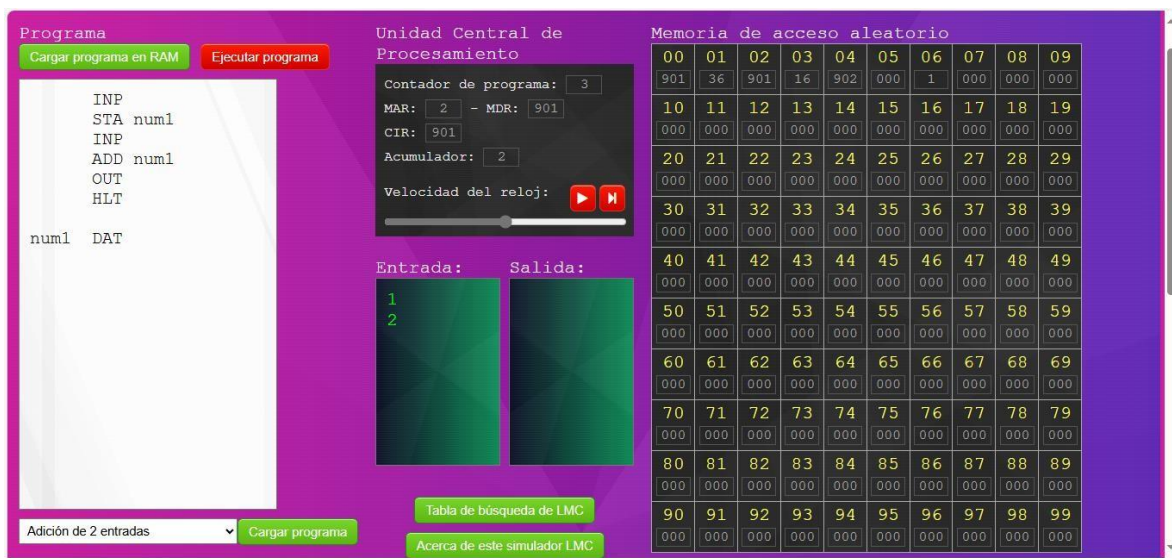 Programa
Cargar programa en RAM Ejecutar programa
INP
STA num1
INP
ADD num1
OUT
HLT
num1 DAT
Adición de 2 entradas Cargar programa
Unidad Central de
Procesamiento
Contador de programa: 3
MAR: 2 - MDR: 901
CIR: 901
Acumulador: 2
Velocidad del reloj:
Entrada: Salida:
1
2
Tabla de búsqueda de LMC
Acerca de este simulador LMC
Memoria de acceso aleatorio
00 01 02 03 04 05 06 07 08 09
901 36 901 16 902 000 1 000 000 000
10 11 12 13 14 15 16 17 18 19
000 000 000 000 000 000 000 000 000 000
20 21 22 23 24 25 26 27 28 29
000 000 000 000 000 000 000 000 000 000
30 31 32 33 34 35 36 37 38 39
000 000 000 000 000 000 000 000 000 000
40 41 42 43 44 45 46 47 48 49
000 000 000 000 000 000 000 000 000 000
50 51 52 53 54 55 56 57 58 59
000 000 000 000 000 000 000 000 000 000
60 61 62 63 64 65 66 67 68 69
000 000 000 000 000 000 000 000 000 000
70 71 72 73 74 75 76 77 78 79
000 000 000 000 000 000 000 000 000 000
80 81 82 83 84 85 86 87 88 89
000 000 000 000 000 000 000 000 000 000
90 91 92 93 94 95 96 97 98 99
000 000 000 000 000 000 000 000 000 000